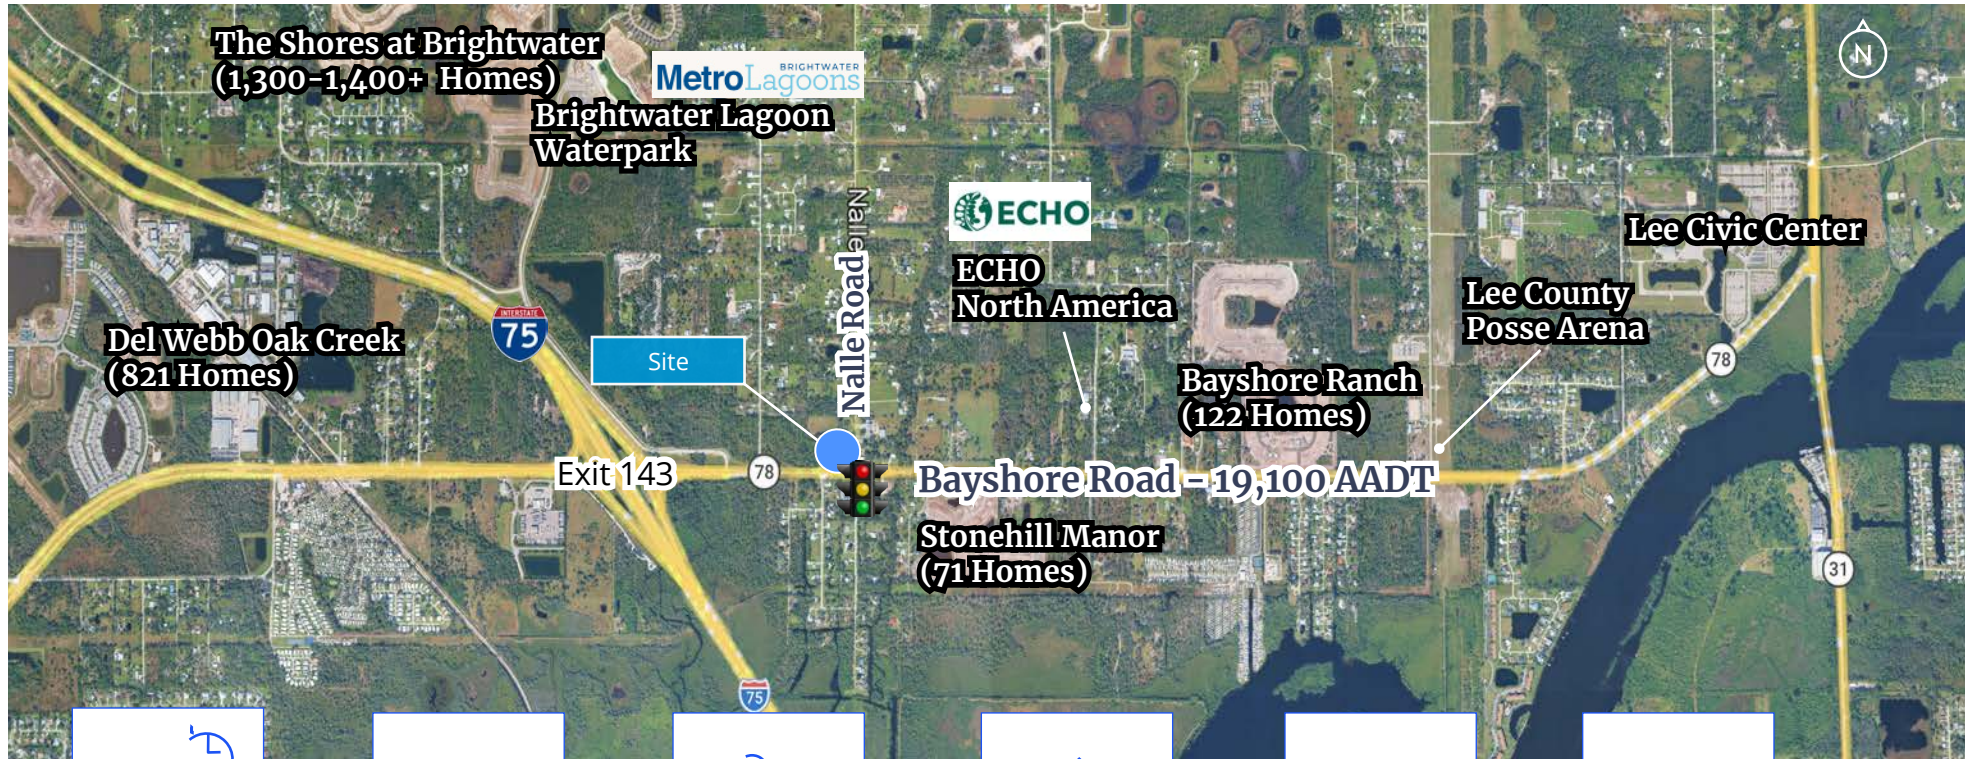 The Shores at Brightwater
(1,300-1,400+ Homes)
BRIGHTWATER
MetroLagoons
Brightwater Lagoon
Waterpark
N
Nalle
Nalle Road
ECHO
ECHO
North America
Lee Civic Center
Lee County
Posse Arena
INTERSTATE
75
Del Webb Oak Creek
(821 Homes)
Site
78
Bayshore Ranch
(122 Homes)
Exit 143
78
Bayshore Road - 19,100 AADT
Stonehill Manor
(71 Homes)
31
75